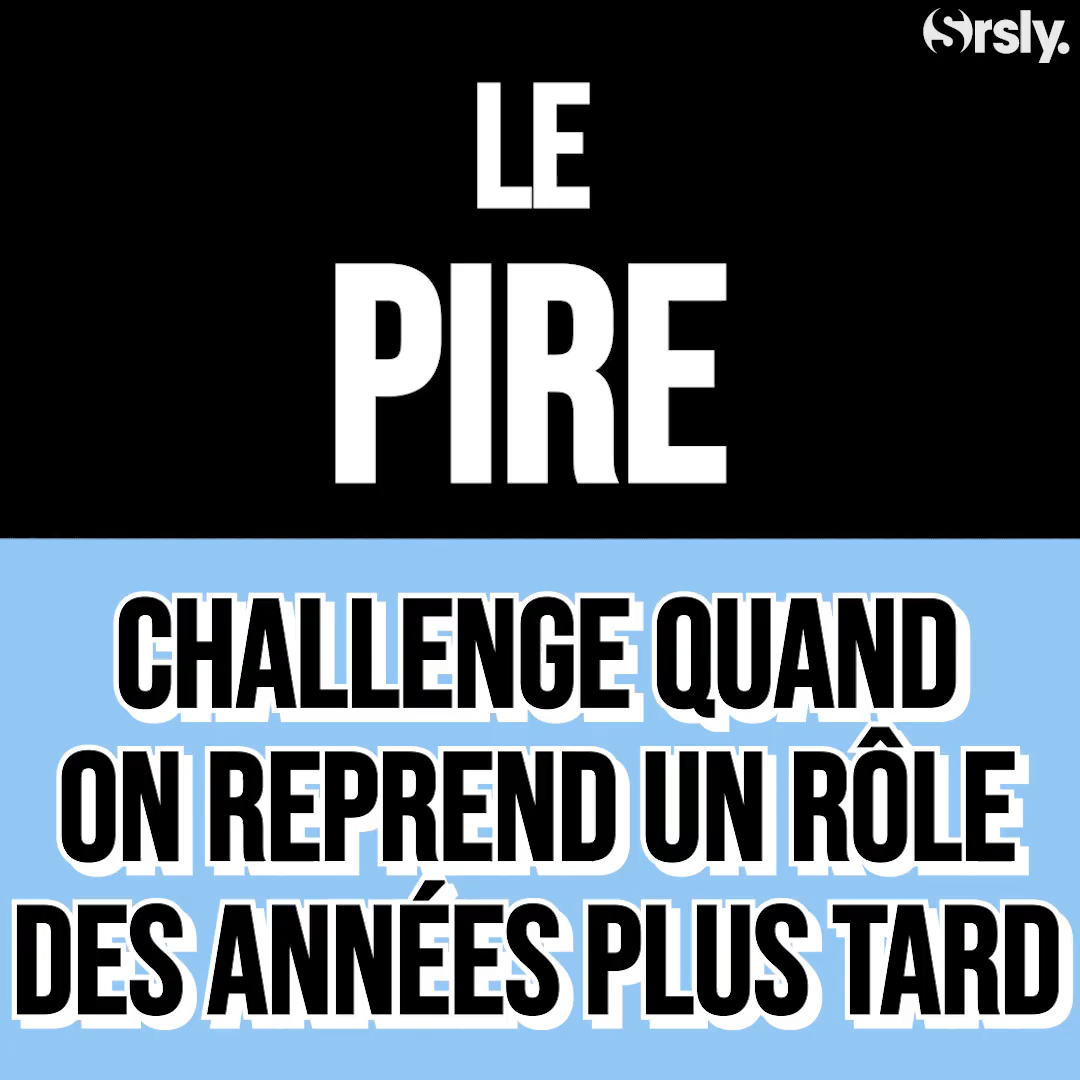 Srsly.
LE
PIRE
CHALLENGE QUAND
ON REPREND UN RÔLE
DES ANNÉES PLUS TARD